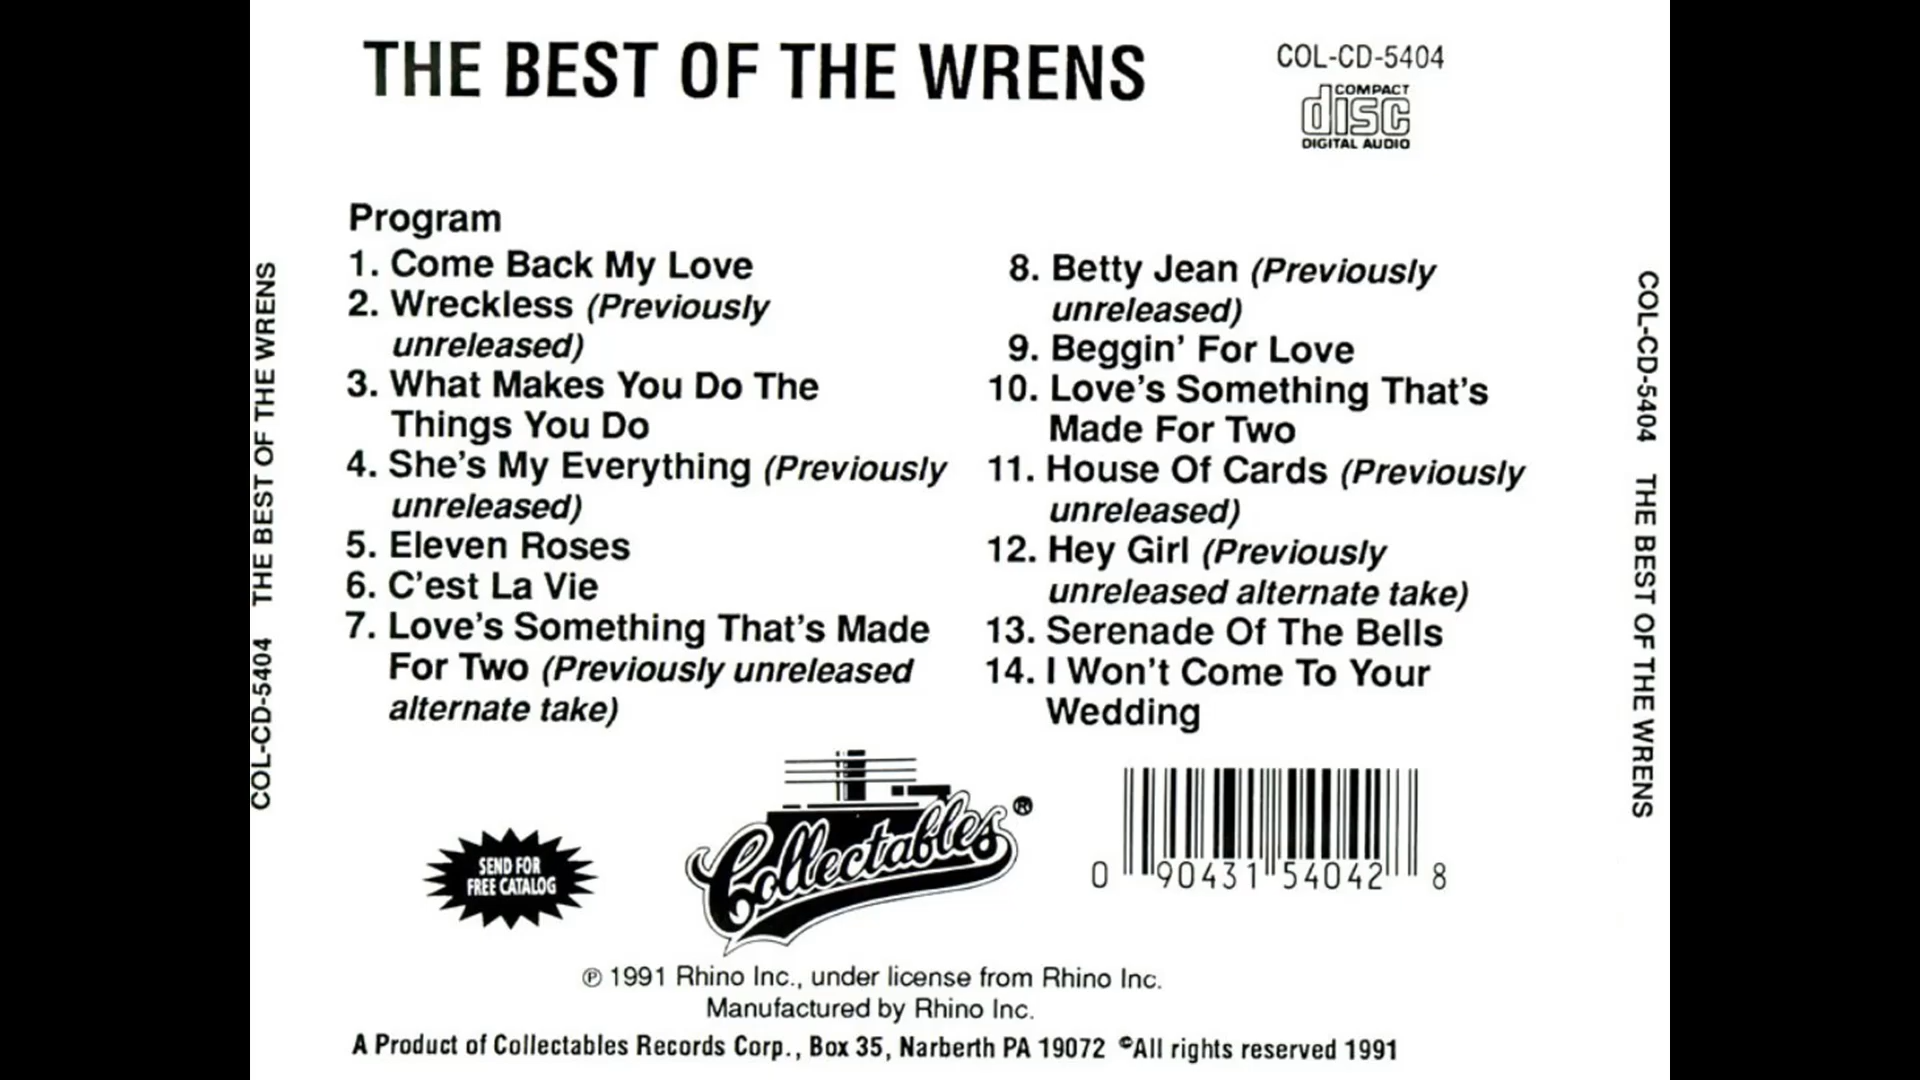 THE BEST OF THE WRENS
COL-CD-5404
COMPACT
disc
DIGITAL AUDIO
Program
1. Come Back My Love
2. Wreckless (Previously
unreleased)
3. What Makes You Do The
Things You Do
4. She's My Everything (Previously
unreleased)
5. Eleven Roses
6. C'est La Vie
7. Love's Something That's Made
For Two (Previously unreleased
alternate take)
8. Betty Jean (Previously
unreleased)
9. Beggin' For Love
10. Love's Something That's
Made For Two
11. House Of Cards (Previously
unreleased)
12. Hey Girl (Previously
unreleased alternate take)
13. Serenade Of The Bells
14. I Won't Come To Your
Wedding
COL-CD-5404 THE BEST OF THE WRENS
COL-CD-5404 THE BEST OF THE WRENS
SEND FOR
FREE CATALOG
Collectables®
0 90431 54042 8
℗ 1991 Rhino Inc., under license from Rhino Inc.
Manufactured by Rhino Inc.
A Product of Collectables Records Corp., Box 35, Narberth PA 19072 ©All rights reserved 1991